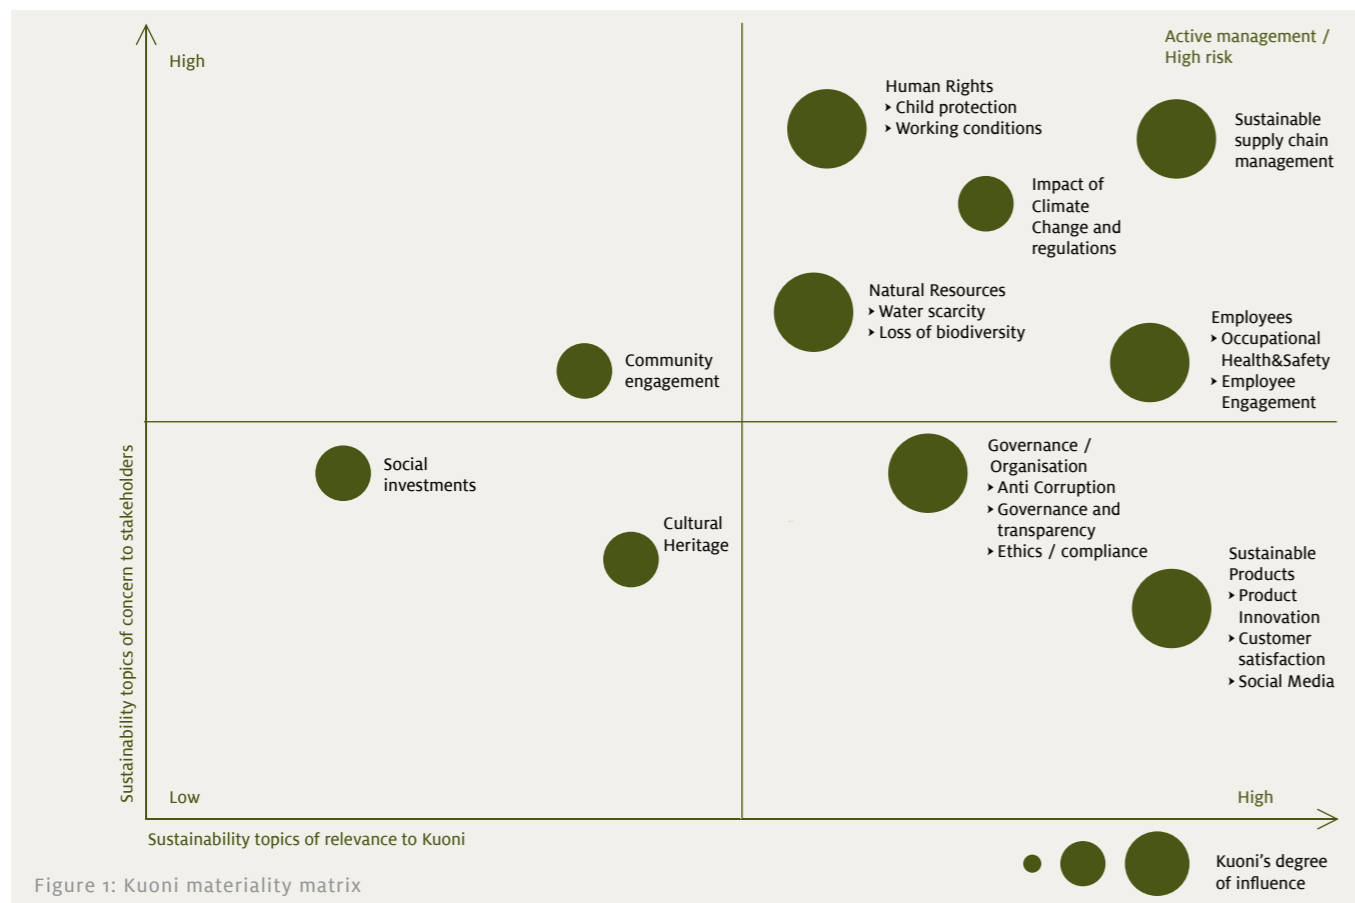 Active management /
High risk
High
Human Rights
Child protection
Working conditions
Sustainable
supply chain
management
Impact of
Climate
Change and
regulations
Natural Resources
Water scarcity
Loss of biodiversity
Employees
Occupational
Health&Safety
Employee
Engagement
Community
engagement
Social
investments
Cultural
Heritage
Governance /
Organisation
Anti Corruption
Governance and
transparency
Ethics / compliance
Sustainable
Products
Product
Innovation
Customer
satisfaction
Social Media
Sustainability topics of concern to stakeholders
Low
High
Sustainability topics of relevance to Kuoni
Kuoni’s degree
of influence
Figure 1: Kuoni materiality matrix